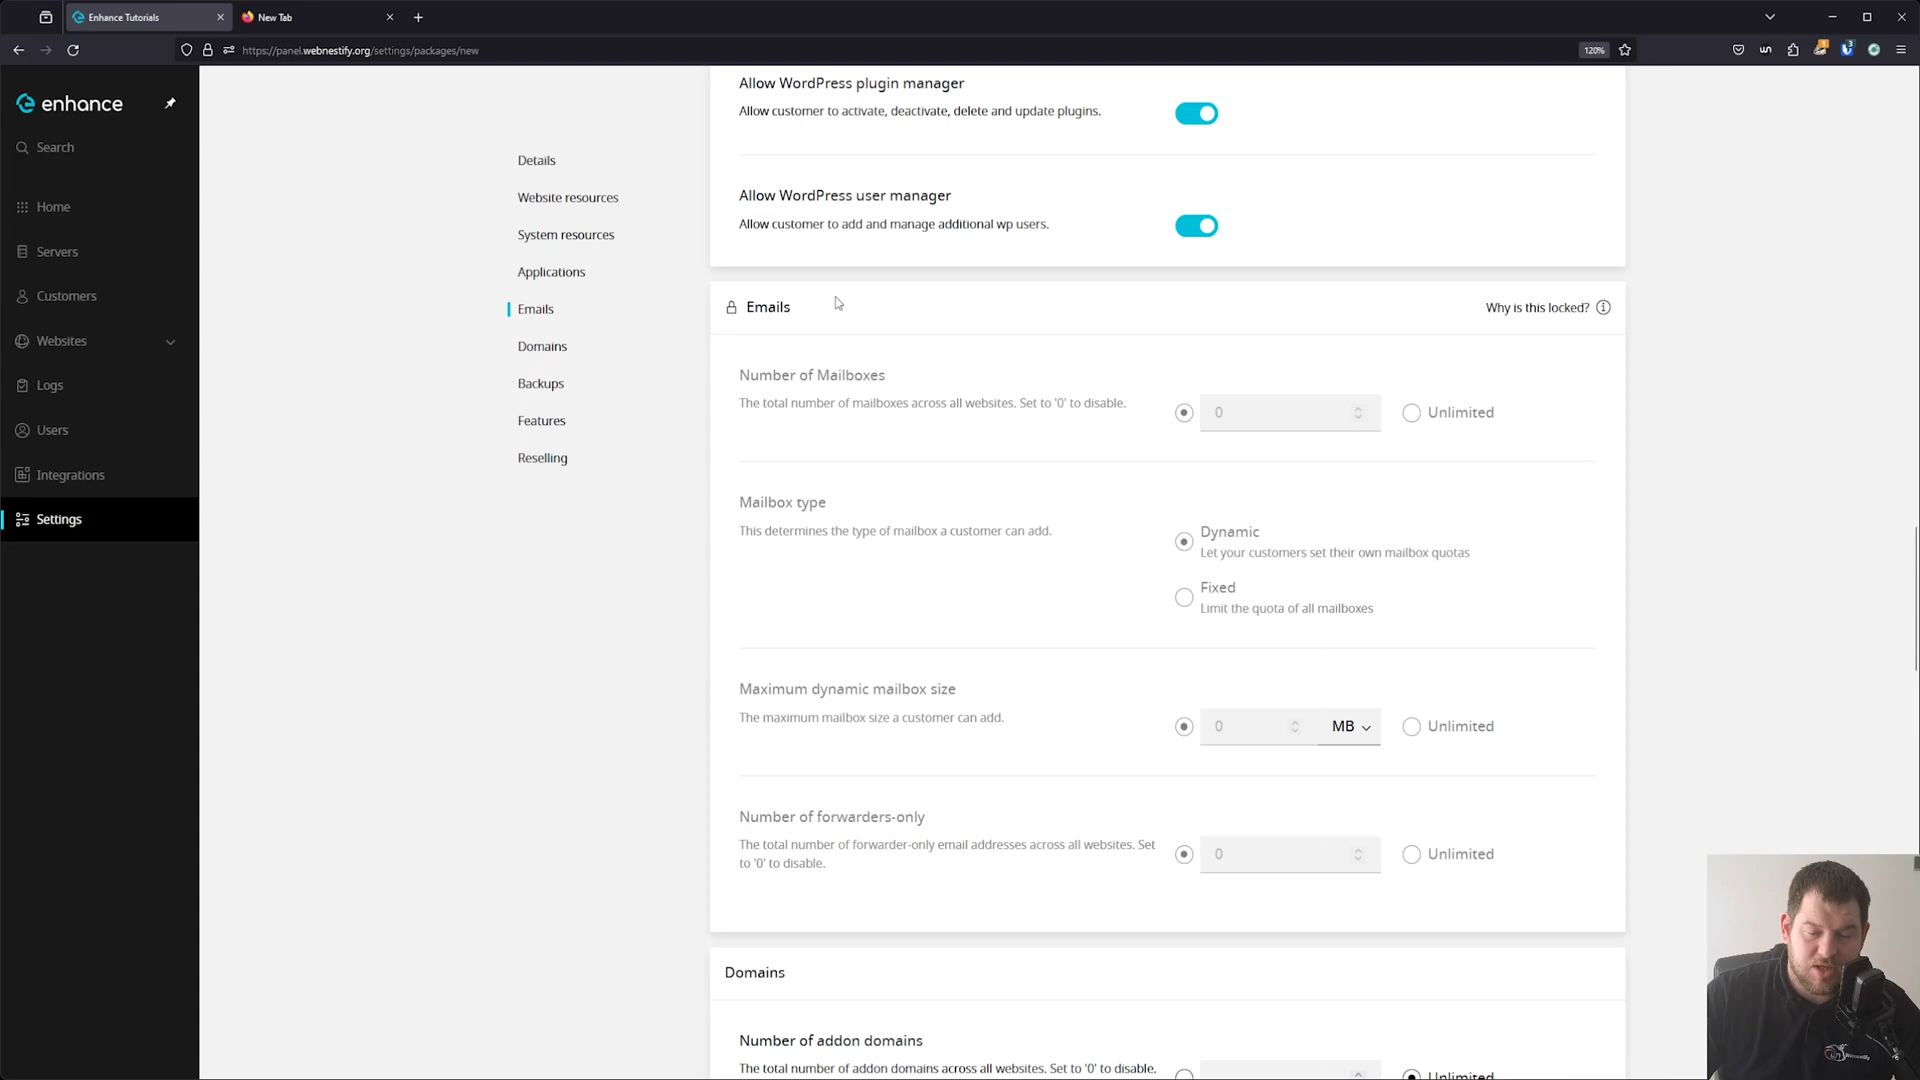 Enhance Tutorials
New Tab
https://panel.webnestify.org/settings/packages/new
120%
enhance
Search
Home
Servers
Customers
Websites
Logs
Users
Integrations
Settings
Details
Website resources
System resources
Applications
Emails
Domains
Backups
Features
Reselling
Allow WordPress plugin manager
Allow customer to activate, deactivate, delete and update plugins.
Allow WordPress user manager
Allow customer to add and manage additional wp users.
Emails
Why is this locked?
Number of Mailboxes
The total number of mailboxes across all websites. Set to '0' to disable.
0
Unlimited
Mailbox type
This determines the type of mailbox a customer can add.
Dynamic
Let your customers set their own mailbox quotas
Fixed
Limit the quota of all mailboxes
Maximum dynamic mailbox size
The maximum mailbox size a customer can add.
0
MB
Unlimited
Number of forwarders-only
The total number of forwarder-only email addresses across all websites. Set
to '0' to disable.
0
Unlimited
Domains
Number of addon domains
The total number of addon domains across all websites. Set to '0' to disable.
Unlimited